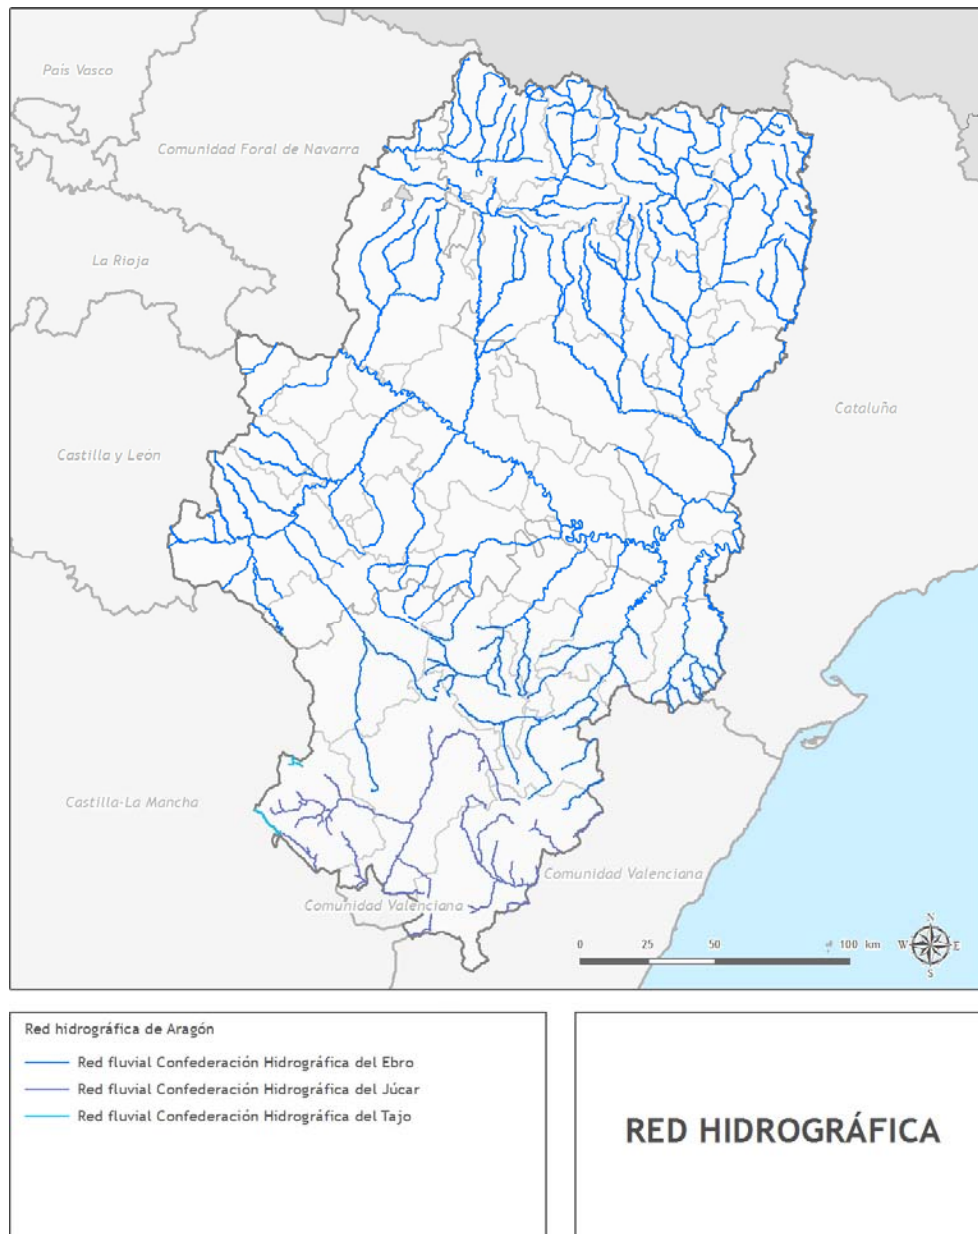 País Vasco
Comunidad Foral de Navarra
La Rioja
Cataluña
Castilla y León
Castilla-La Mancha
Comunidad Valenciana
Comunidad Valenciana
N
W E
S
0 25 50 100 km
Red hidrográfica de Aragón
Red fluvial Confederación Hidrográfica del Ebro
Red fluvial Confederación Hidrográfica del Júcar
Red fluvial Confederación Hidrográfica del Tajo
RED HIDROGRÁFICA